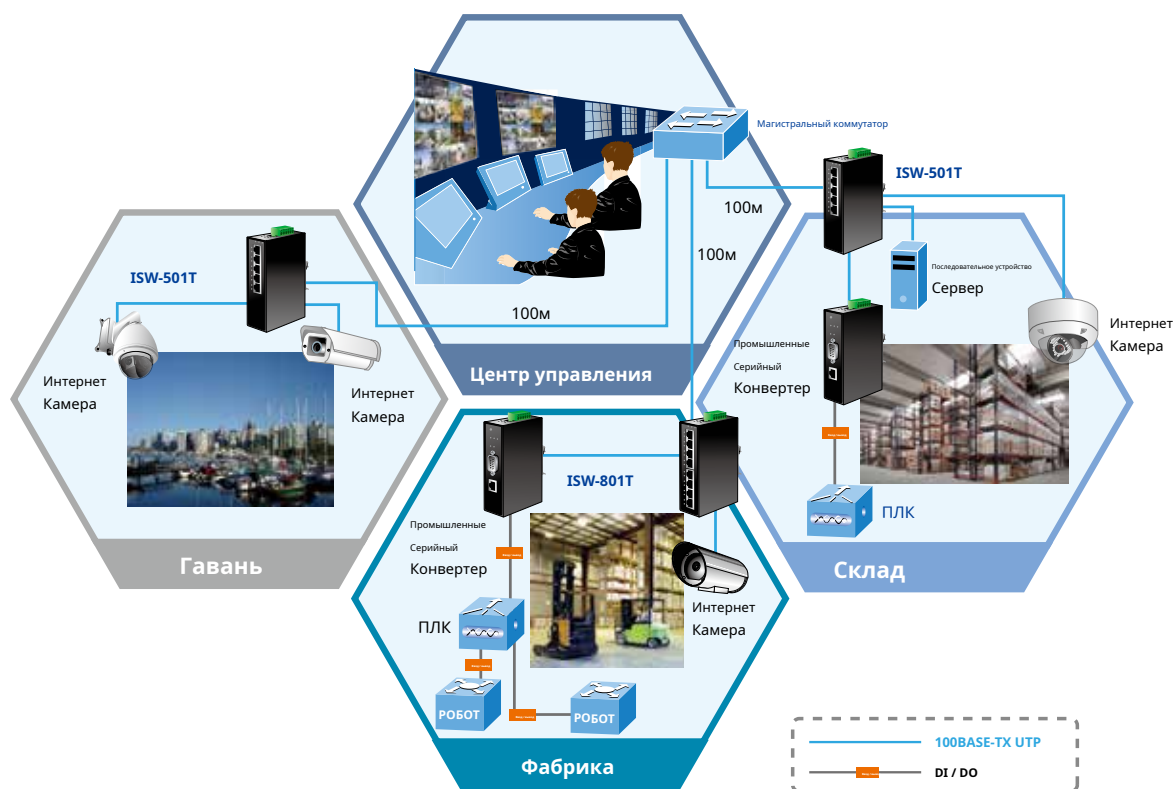 Магистральный коммутатор
ISW-501T
100м
100м
ISW-501T
100м
Последовательное устройство
Сервер
Интернет
Камера
Промышленные
Серийный
Конвертер
ПЛК
Склад
Интернет
Камера
Интернет
Камера
Гавань
Центр управления
ISW-801T
Промышленные
Серийный
Конвертер
ПЛК
РОБОТ
РОБОТ
Интернет
Камера
Фабрика
100BASE-TX UTP
DI / DO